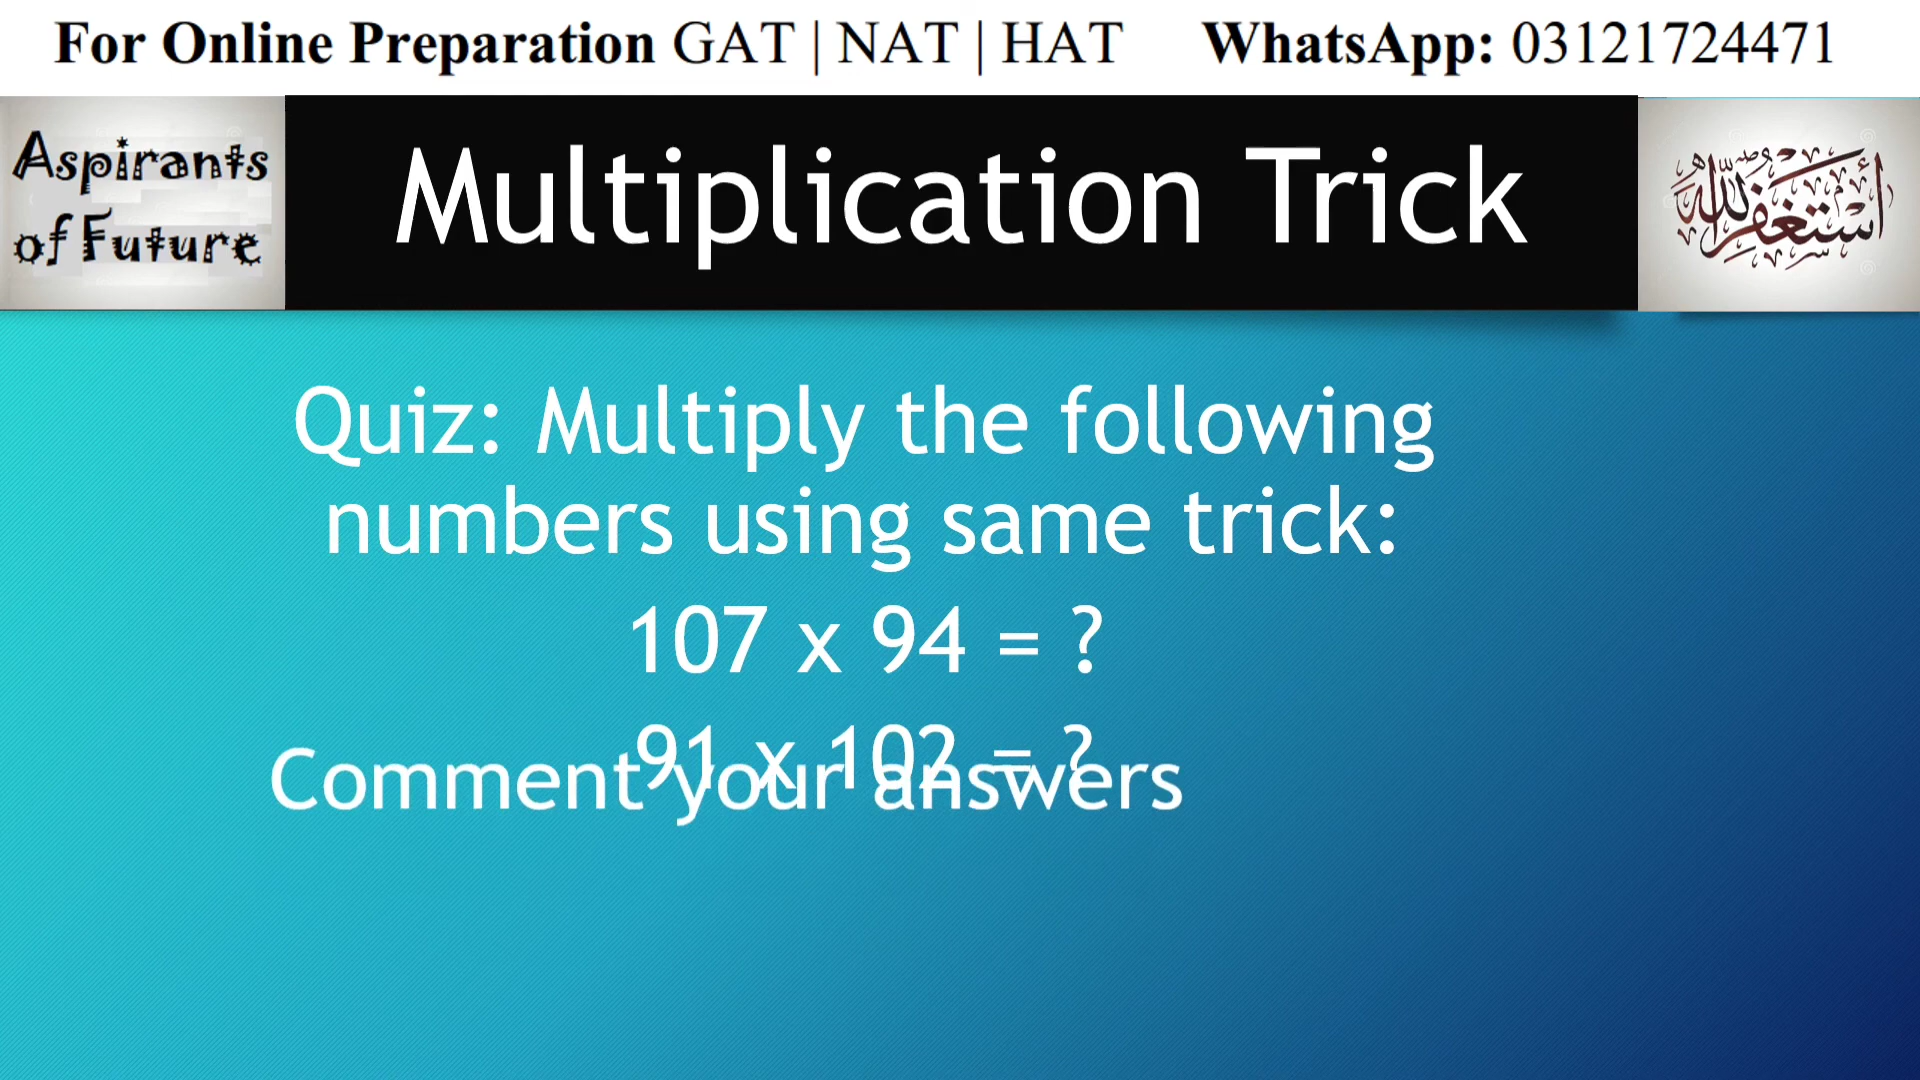 For Online Preparation GAT | NAT | HAT WhatsApp: 03121724471
Aspirants
of Future
Multiplication Trick
أستغفر الله
Quiz: Multiply the following
numbers using same trick:
107 x 94 = ?
91 x 102 = ?
Comment your answers